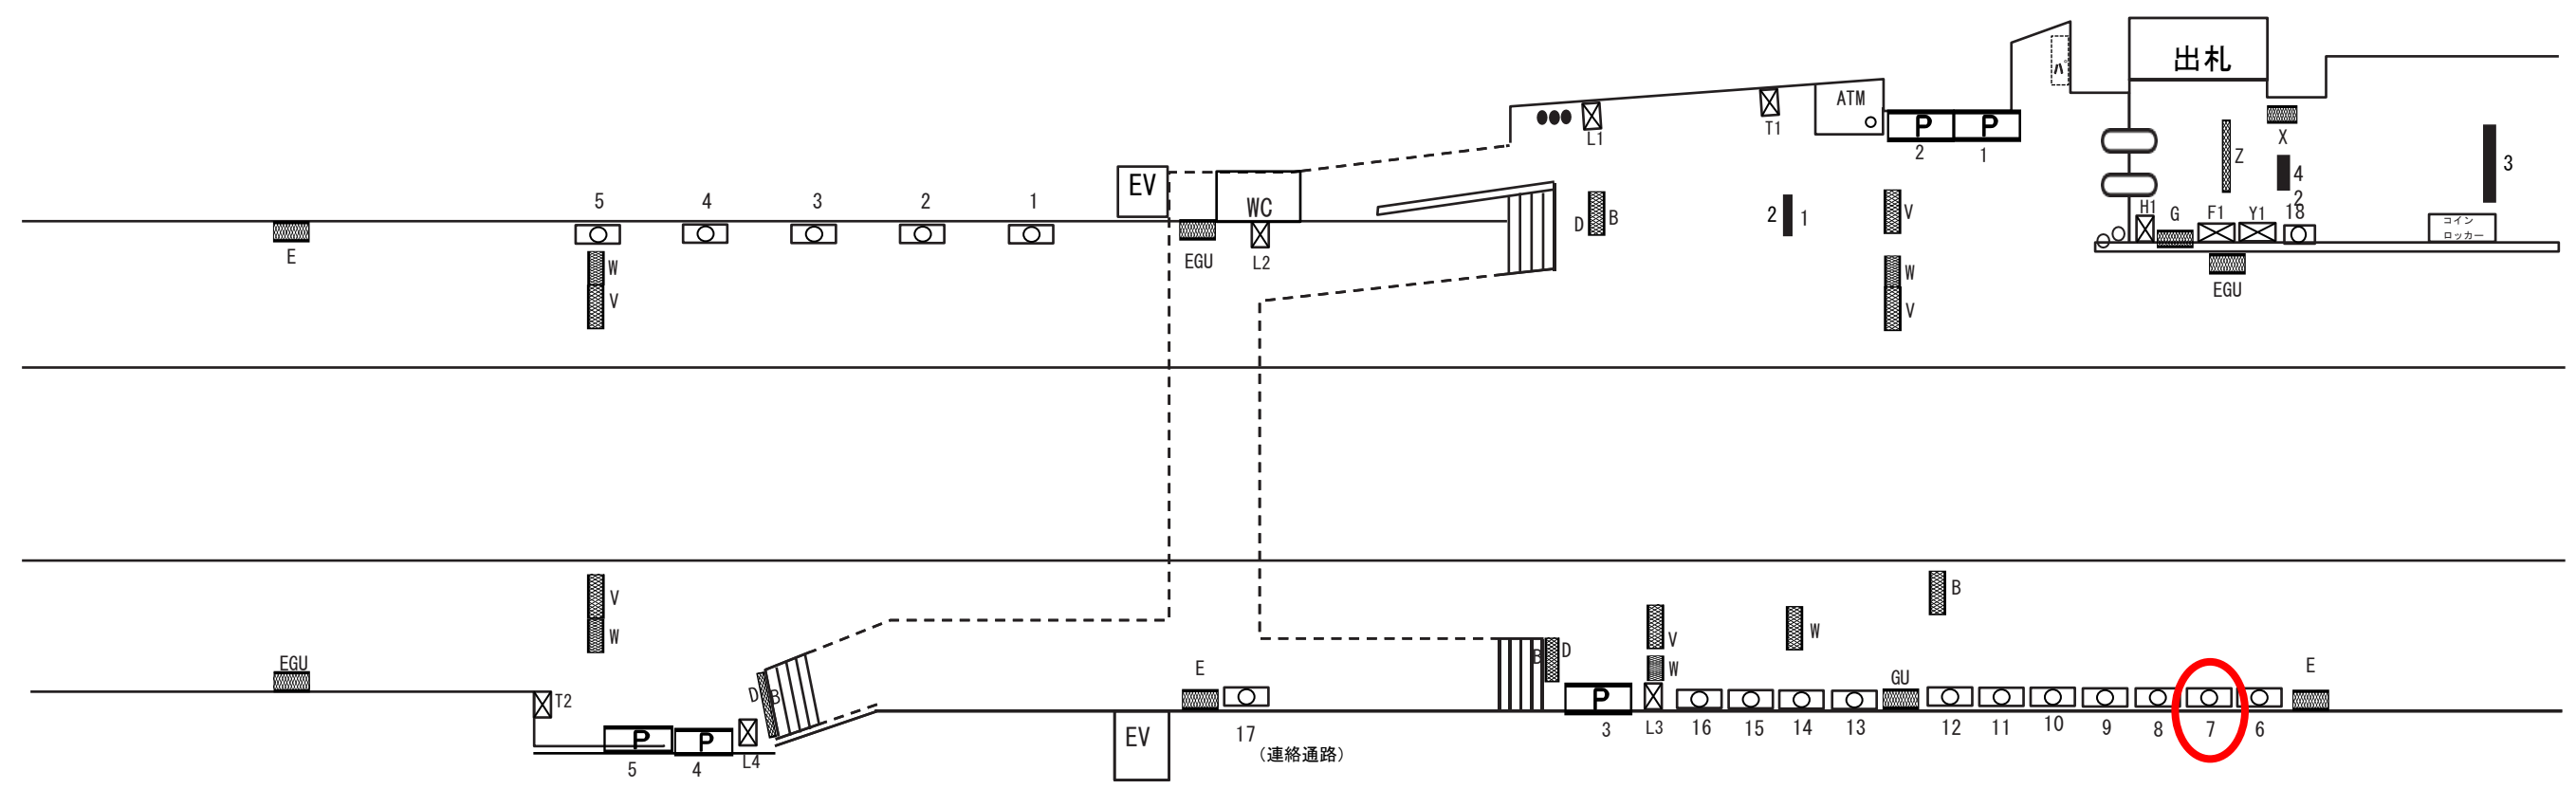 出札
パ
ATM
P
P
2
1
L1
T1
X
Z
4
2
3
H1
G
F1
Y1
18
コイン
ロッカー
EGU
5
4
3
2
1
EV
WC
E
EGU
L2
W
V
D
B
2
1
V
W
V
V
W
B
V
W
W
B
D
EGU
T2
D
B
E
GU
E
P
P
5
4
L4
EV
17
(連絡通路)
P
3
L3
16
15
14
13
12
11
10
9
8
7
6